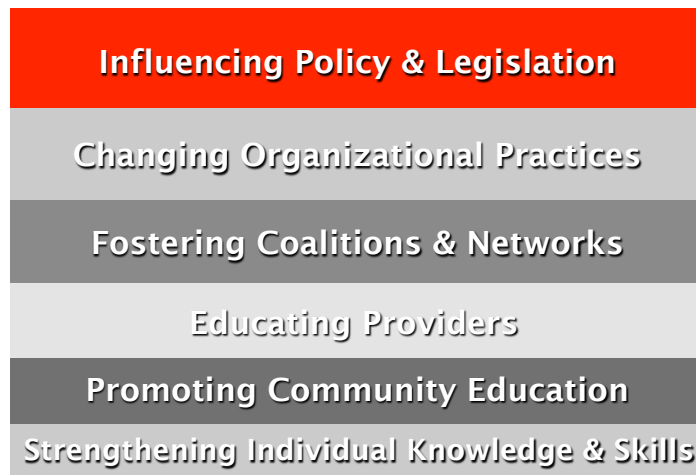 Influencing Policy & Legislation
Changing Organizational Practices
Fostering Coalitions & Networks
Educating Providers
Promoting Community Education
Strengthening Individual Knowledge & Skills